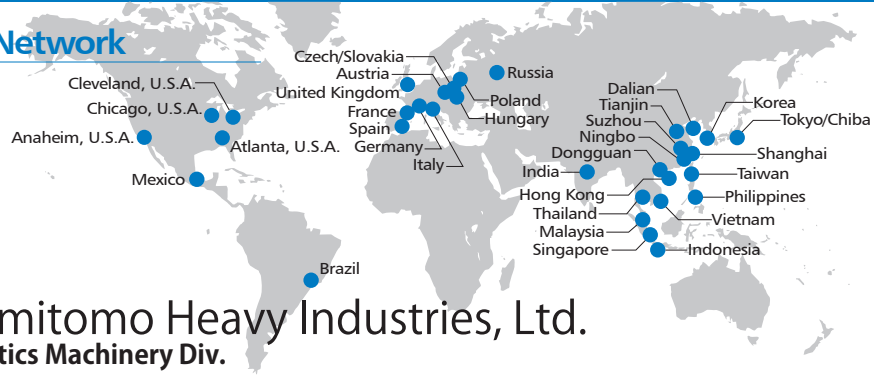 Network
Czech/Slovakia
Austria
United Kingdom
France
Spain
Germany
Italy
Russia
Poland
Hungary
Cleveland, U.S.A.
Chicago, U.S.A.
Anaheim, U.S.A.
Atlanta, U.S.A.
Mexico
Brazil
Dalian
Tianjin
Suzhou
Ningbo
Dongguan
India
Hong Kong
Thailand
Malaysia
Singapore
Korea
Tokyo/Chiba
Shanghai
Taiwan
Philippines
Vietnam
Indonesia
mitomo Heavy Industries, Ltd.
tics Machinery Div.